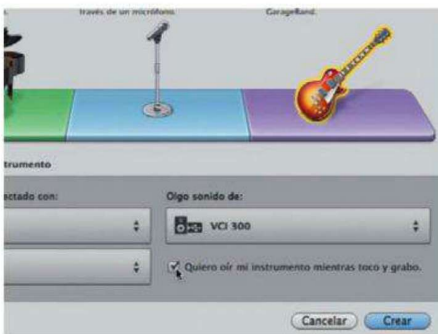 través de un micrófono.
GarageBand.
strumento
ectado con:
Oigo sonido de:
VCI 300
Quiero oír mi instrumento mientras toco y grabo.
Cancelar
Crear